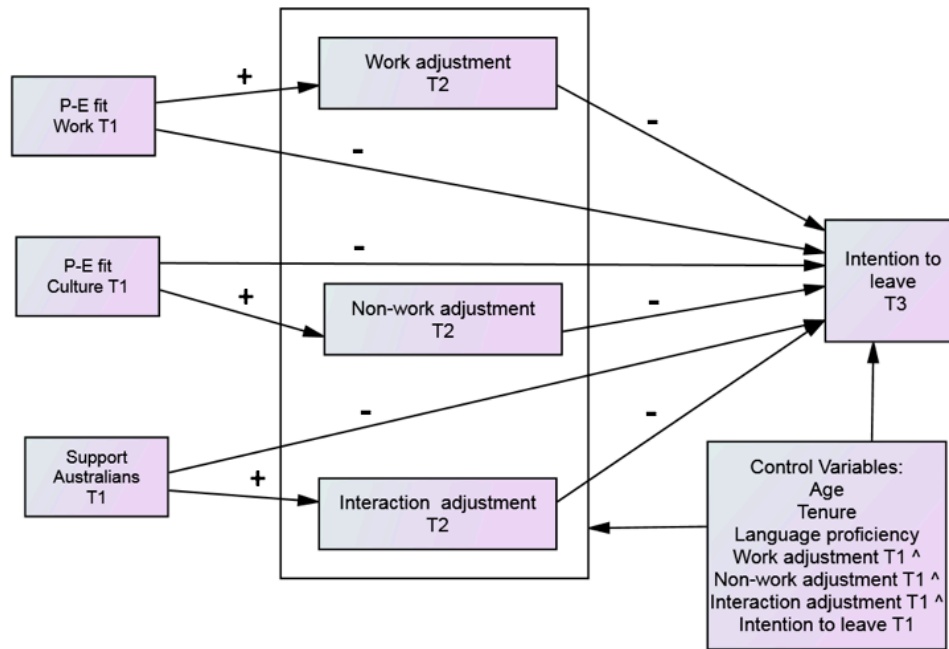 Work adjustment
T2
+
P-E fit
Work T1
-
-
P-E fit
Culture T1
-
+
Non-work adjustment
T2
-
Intention to
leave
T3
-
-
Support
Australians
T1
+
Interaction adjustment
T2
Control Variables:
Age
Tenure
Language proficiency
Work adjustment T1 ^
Non-work adjustment T1 ^
Interaction adjustment T1 ^
Intention to leave T1